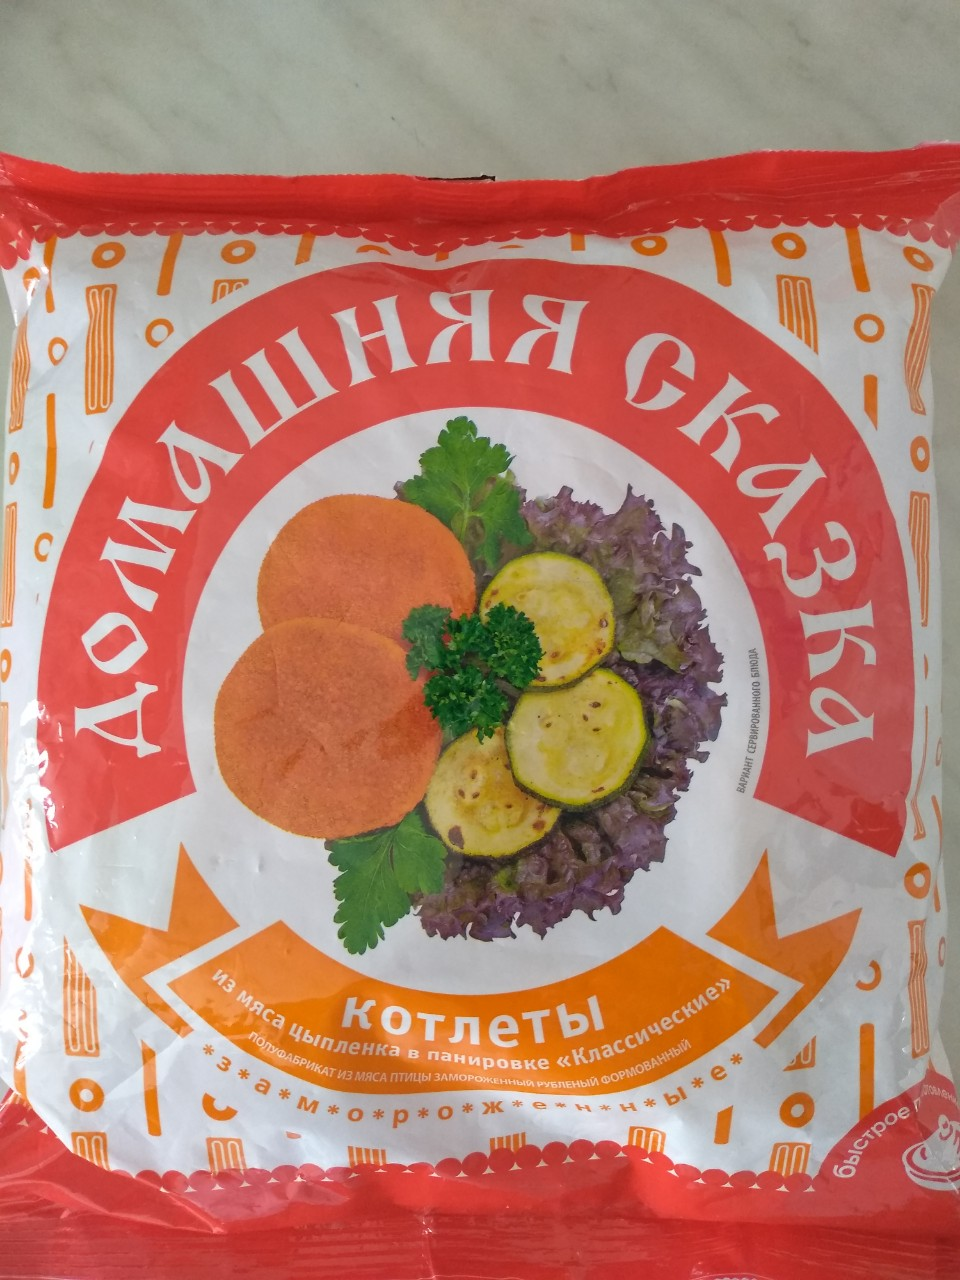 ДОМАШНЯЯ СКАЗКА
ВАРИАНТ СЕРВИРОВАННОГО БЛЮДА
котлеты
из мяса цыпленка в панировке «Классические»
ПОЛУФАБРИКАТ ИЗ МЯСА ПТИЦЫ ЗАМОРОЖЕННЫЙ РУБЛЕНЫЙ ФОРМОВАННЫЙ
*з*а*м*о*р*о*ж*е*н*н*ы*е*
быстрое